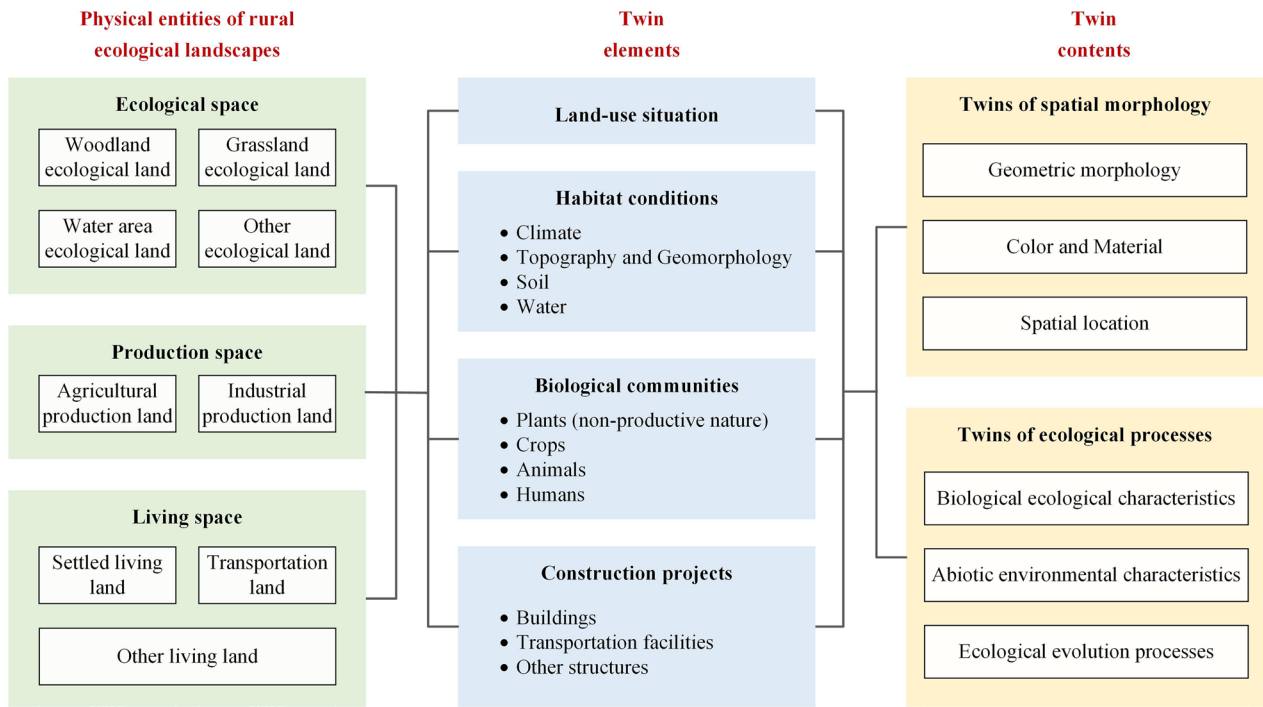 Physical entities of rural
ecological landscapes
Ecological space
Woodland
ecological land
Grassland
ecological land
Water area
ecological land
Other
ecological land
Production space
Agricultural
production land
Industrial
production land
Living space
Settled living
land
Transportation
land
Other living land
Twin
elements
Land-use situation
Habitat conditions
• Climate
• Topography and Geomorphology
• Soil
• Water
Biological communities
• Plants (non-productive nature)
• Crops
• Animals
• Humans
Construction projects
• Buildings
• Transportation facilities
• Other structures
Twin
contents
Twins of spatial morphology
Geometric morphology
Color and Material
Spatial location
Twins of ecological processes
Biological ecological characteristics
Abiotic environmental characteristics
Ecological evolution processes